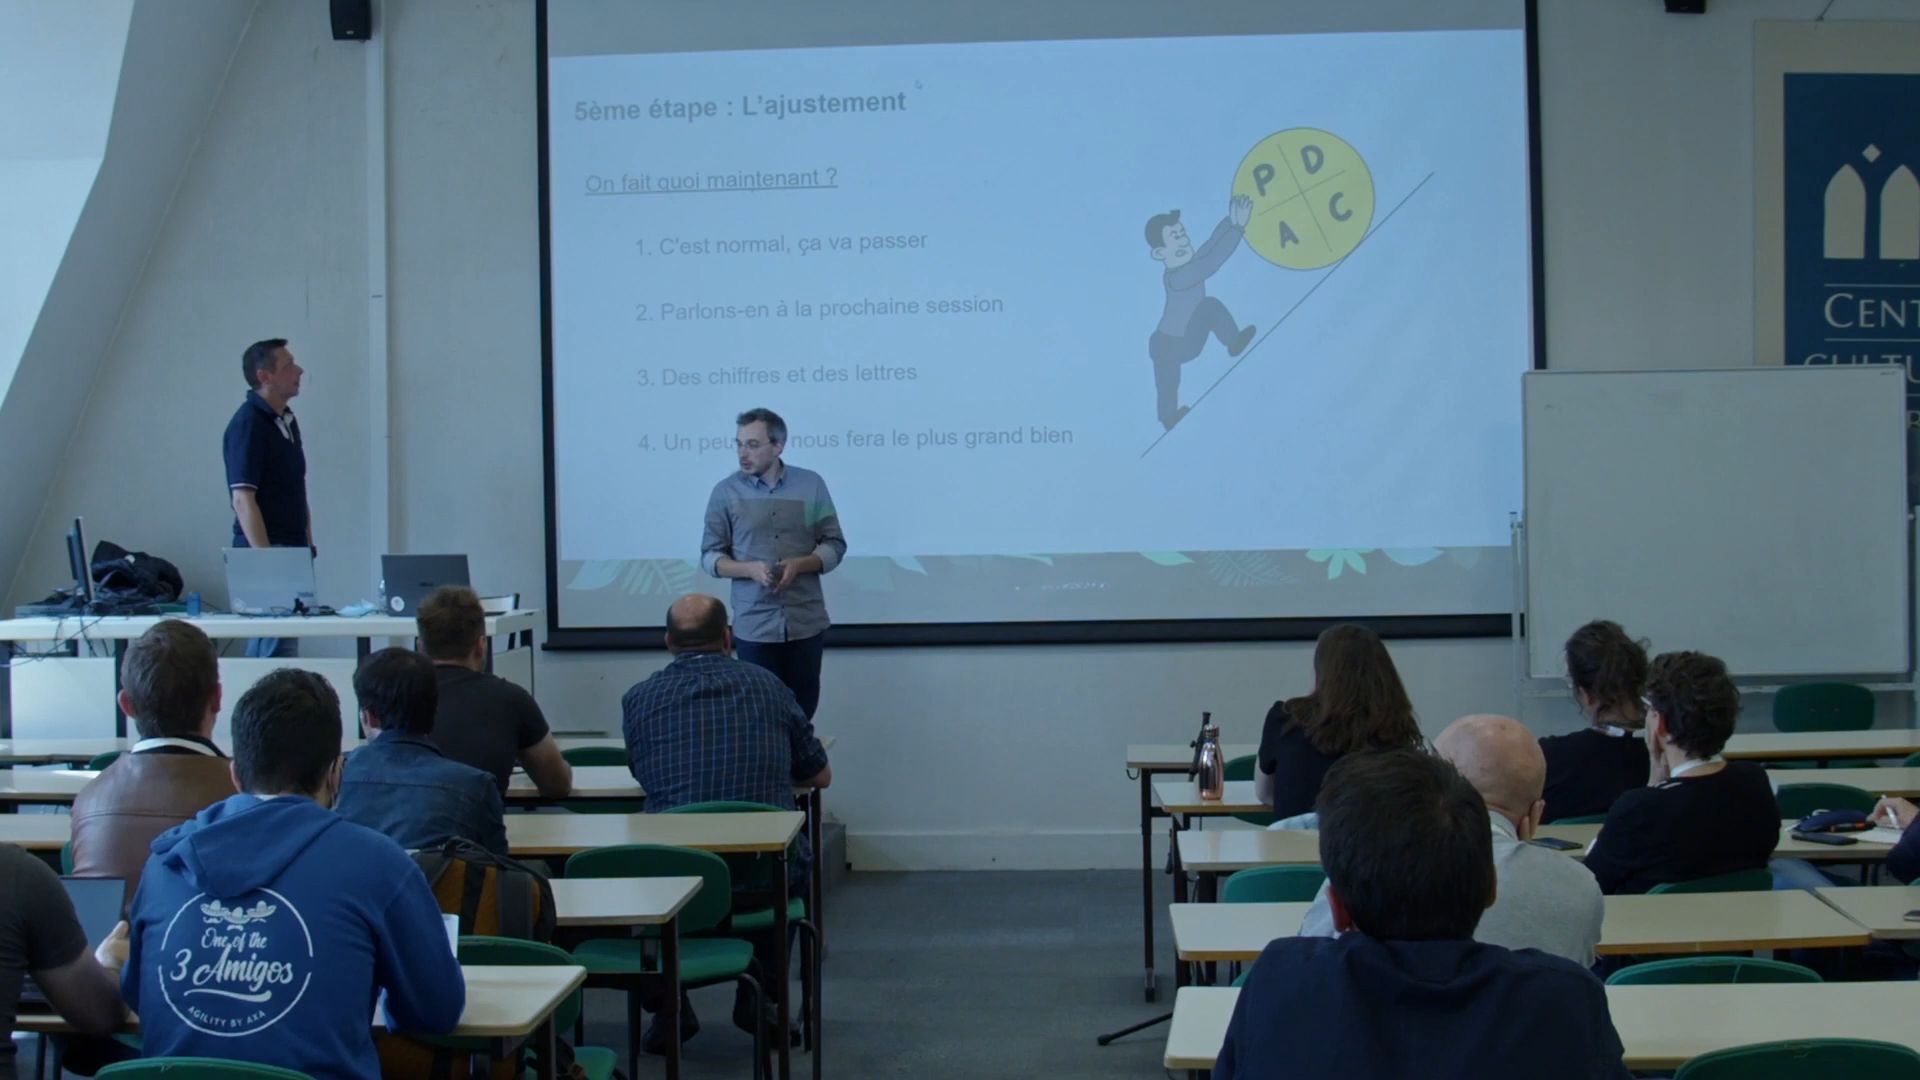 5ème étape : L'ajustement
On fait quoi maintenant ?
1. C'est normal, ça va passer
2. Parlons-en à la prochaine session
3. Des chiffres et des lettres
4. Un peu nous fera le plus grand bien
P D
A C
CENT
CULTU
One of the
3 Amigos
AGILITY BY AXA